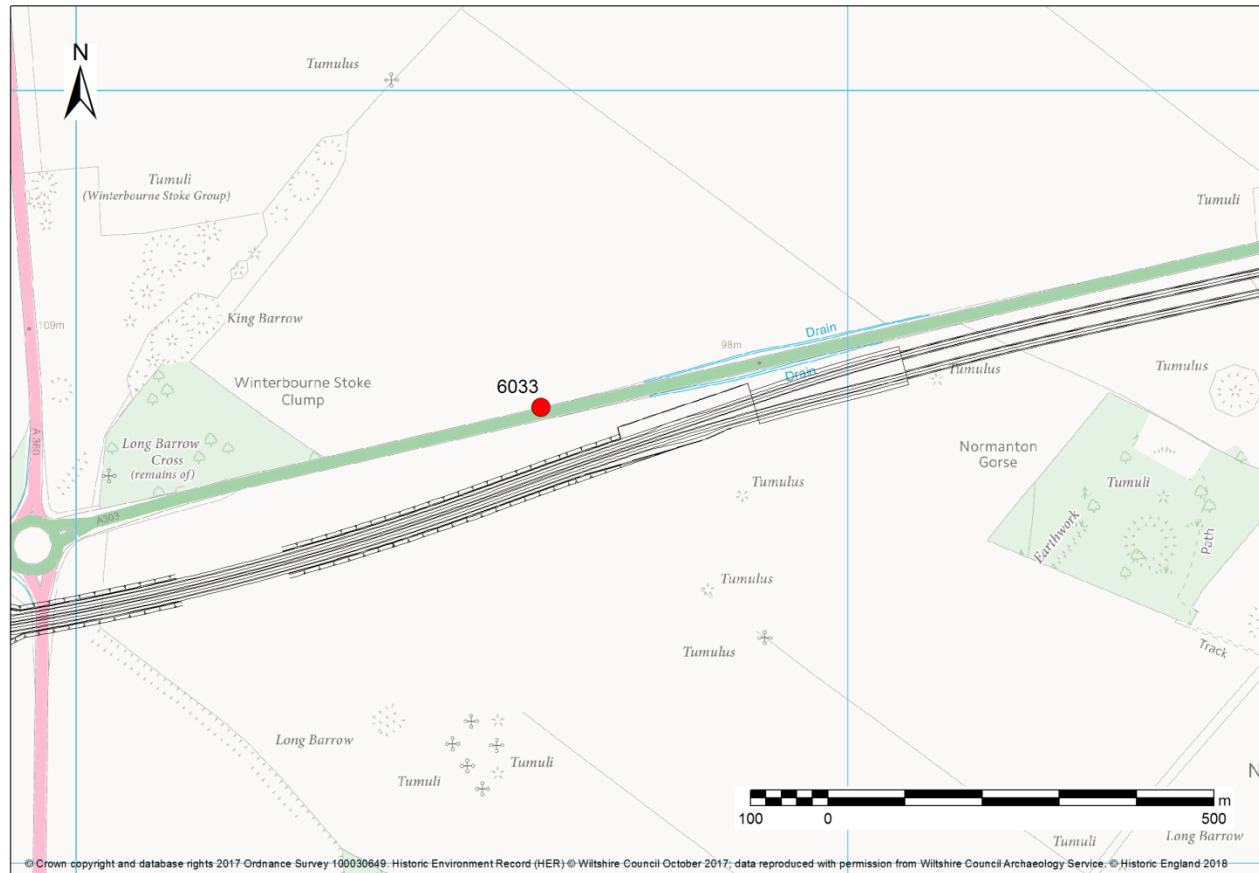 N
Tumulus
Tumuli
(Winterbourne Stoke Group)
Tumuli
King Barrow
109m
Drain
98m
Drain
Winterbourne Stoke
Clump
6033
Tumulus
Tumulus
A 360
Long Barrow
Cross
(remains of)
Normanton
Gorse
Tumuli
Tumulus
A303
Earthwork
Path
Tumulus
Tumulus
Track
Long Barrow
Tumuli
Tumuli
N
100
0
500
m
Tumuli
Long Barrow
© Crown copyright and database rights 2017 Ordnance Survey 100030649. Historic Environment Record (HER) © Wiltshire Council October 2017; data reproduced with permission from Wiltshire Council Archaeology Service. © Historic England 2018